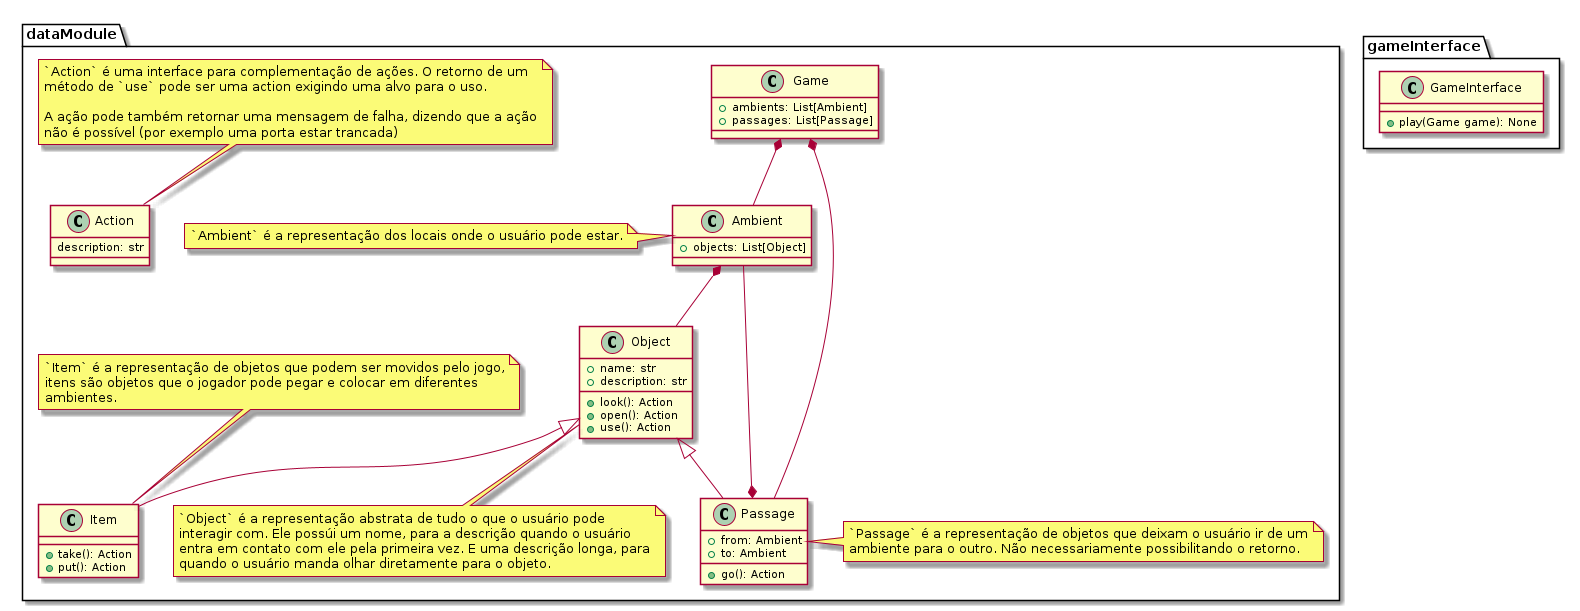 dataModule
`Action` é uma interface para complementação de ações. O retorno de um
método de `use` pode ser uma action exigindo uma alvo para o uso.
A ação pode também retornar uma mensagem de falha, dizendo que a ação
não é possível (por exemplo uma porta estar trancada)
C Game
ambients: List[Ambient]
passages: List[Passage]
gameInterface
C GameInterface
play(Game game): None
C Action
description: str
`Ambient` é a representação dos locais onde o usuário pode estar.
C Ambient
objects: List[Object]
C Object
name: str
description: str
look(): Action
open(): Action
use(): Action
`Item` é a representação de objetos que podem ser movidos pelo jogo,
itens são objetos que o jogador pode pegar e colocar em diferentes
ambientes.
C Item
take(): Action
put(): Action
`Object` é a representação abstrata de tudo o que o usuário pode
interagir com. Ele possúi um nome, para a descrição quando o usuário
entra em contato com ele pela primeira vez. E uma descrição longa, para
quando o usuário manda olhar diretamente para o objeto.
C Passage
from: Ambient
to: Ambient
go(): Action
`Passage` é a representação de objetos que deixam o usuário ir de um
ambiente para o outro. Não necessariamente possibilitando o retorno.